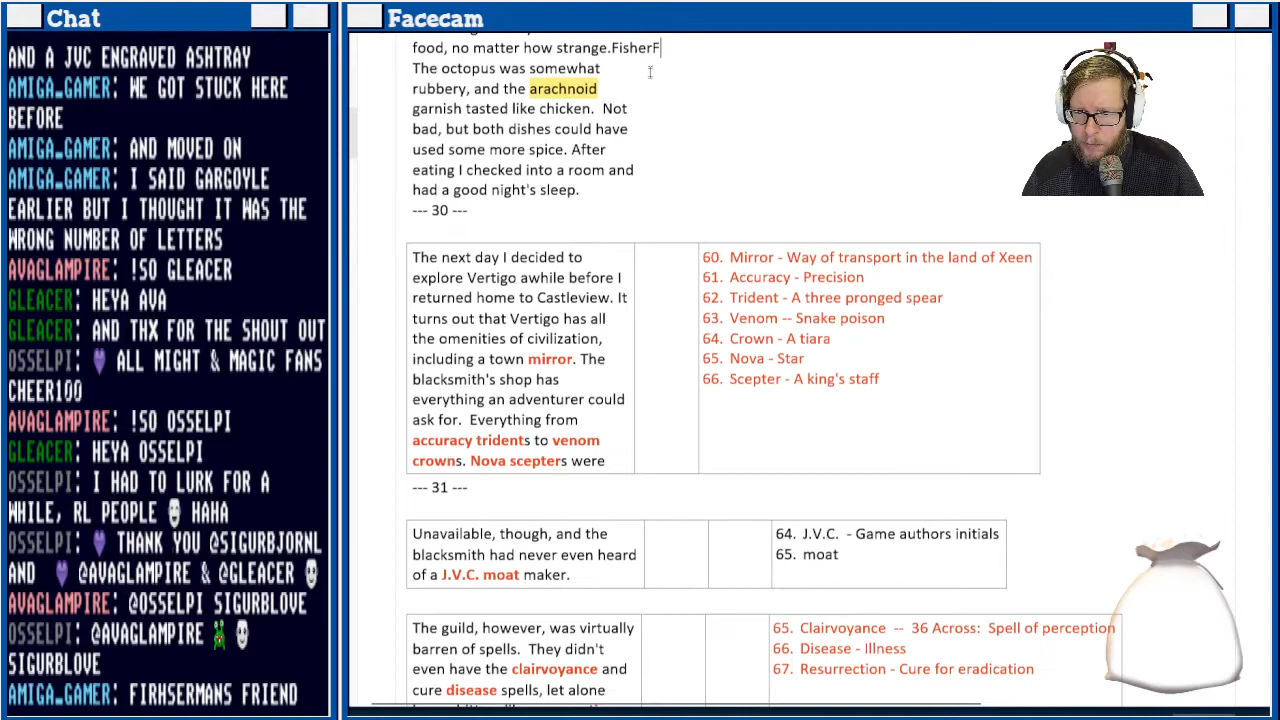 Chat
Facecam
AND A JVC ENGRAVED ASHTRAY
AMIGA_GAMER: WE GOT STUCK HERE
BEFORE
AMIGA_GAMER: AND MOVED ON
AMIGA_GAMER: I SAID GARGOYLE
EARLIER BUT I THOUGHT IT WAS THE
WRONG NUMBER OF LETTERS
AVAGLAMPIRE: !SO GLEACER
GLEACER: HEYA AVA
GLEACER: AND THX FOR THE SHOUT OUT
OSSELPI: ALL MIGHT & MAGIC FANS
CHEER100
AVAGLAMPIRE: !SO OSSELPI
GLEACER: HEYA OSSELPI
OSSELPI: I HAD TO LURK FOR A
WHILE, RL PEOPLE HAHA
OSSELPI: THANK YOU @SIGURBJORNL
AND @AVAGLAMPIRE & @GLEACER
AVAGLAMPIRE: @OSSELPI SIGURBLOVE
OSSELPI: @AVAGLAMPIRE
SIGURBLOVE
AMIGA_GAMER: FIRHSERMANS FRIEND
food, no matter how strange.FisherF
The octopus was somewhat
rubbery, and the arachnoid
garnish tasted like chicken.  Not
bad, but both dishes could have
used some more spice. After
eating I checked into a room and
had a good night's sleep.
--- 30 ---
The next day I decided to
explore Vertigo awhile before I
returned home to Castleview. It
turns out that Vertigo has all
the omenities of civilization,
including a town mirror. The
blacksmith's shop has
everything an adventurer could
ask for.  Everything from
accuracy tridents to venom
crowns. Nova scepters were
60. Mirror - Way of transport in the land of Xeen
61. Accuracy - Precision
62. Trident - A three pronged spear
63. Venom -- Snake poison
64. Crown - A tiara
65. Nova - Star
66. Scepter - A king's staff
--- 31 ---
Unavailable, though, and the
blacksmith had never even heard
of a J.V.C. moat maker.
64. J.V.C.  - Game authors initials
65. moat
The guild, however, was virtually
barren of spells.  They didn't
even have the clairvoyance and
cure disease spells, let alone
65. Clairvoyance  --  36 Across:  Spell of perception
66. Disease - Illness
67. Resurrection - Cure for eradication